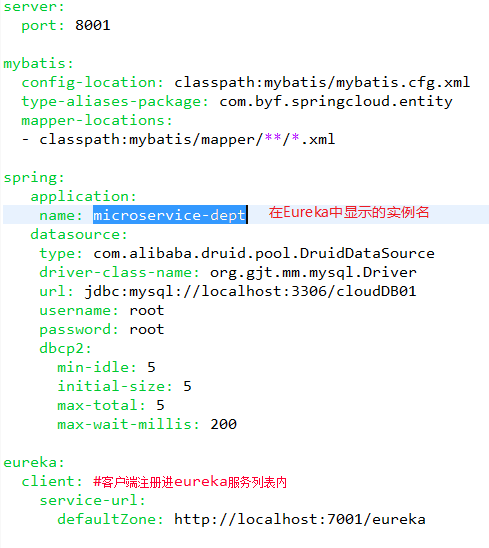 server:
  port: 8001

mybatis:
  config-location: classpath:mybatis/mybatis.cfg.xml
  type-aliases-package: com.byf.springcloud.entity
  mapper-locations:
  - classpath:mybatis/mapper/**/*.xml

spring:
   application:
    name: microservice-dept 在Eureka中显示的实例名
   datasource:
    type: com.alibaba.druid.pool.DruidDataSource
    driver-class-name: org.gjt.mm.mysql.Driver
    url: jdbc:mysql://localhost:3306/cloudDB01
    username: root
    password: root
    dbcp2:
      min-idle: 5
      initial-size: 5
      max-total: 5
      max-wait-millis: 200

eureka:
  client: #客户端注册进eureka服务列表内
    service-url:
      defaultZone: http://localhost:7001/eureka